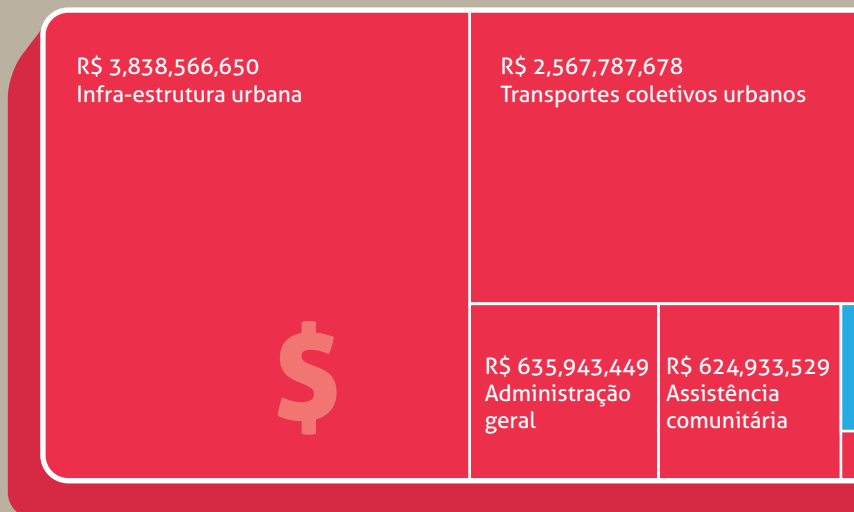 R$ 3,838,566,650
Infra-estrutura urbana
R$ 2,567,787,678
Transportes coletivos urbanos
$
R$ 635,943,449
Administração
geral
R$ 624,933,529
Assistência
comunitária